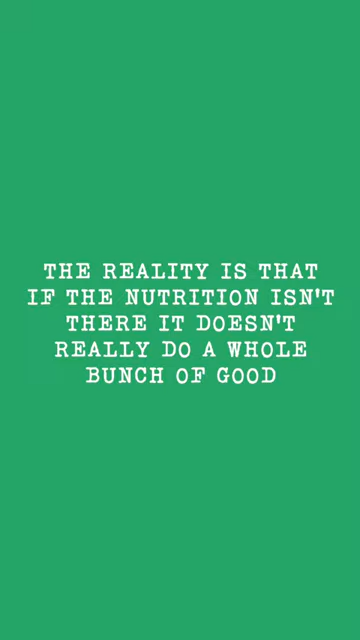 THE REALITY IS THAT
IF THE NUTRITION ISN'T
THERE IT DOESN'T
REALLY DO A WHOLE
BUNCH OF GOOD